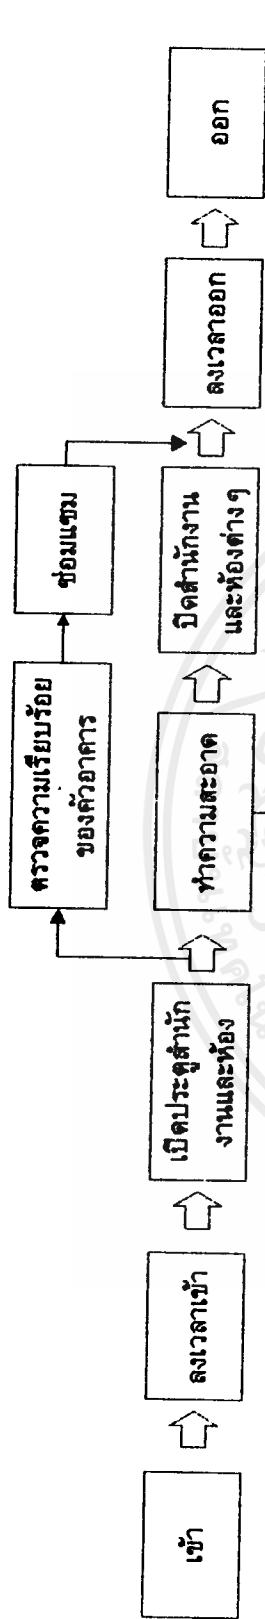 เข้า
ลงเวลาเข้า
เปิดประตูสำนัก
งานและห้อง
ตรวจความเรียบร้อย
ของตัวอาคาร
ซ่อมแซม
ทำความสะอาด
ปิดสำนักงาน
และห้องต่าง ๆ
ลงเวลาออก
ออก